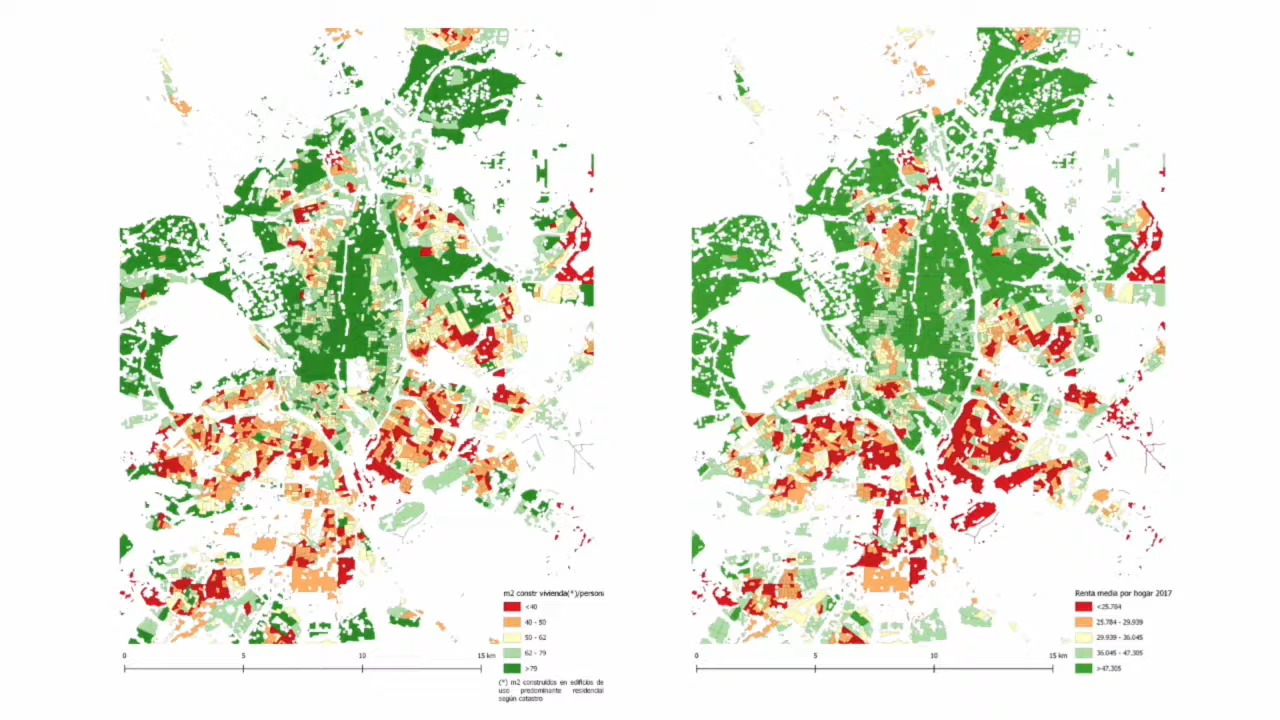 m2 constr vivienda(*)/persona
<40
40 - 50
50 - 62
62 - 79
>79
0 5 10 15 km
(*) m2 construidos en edificios de
uso predominante residencial
según catastro
Renta media por hogar 2017
<25.784
25.784 - 29.939
29.939 - 36.045
36.045 - 47.305
>47.305
0 5 10 15 km